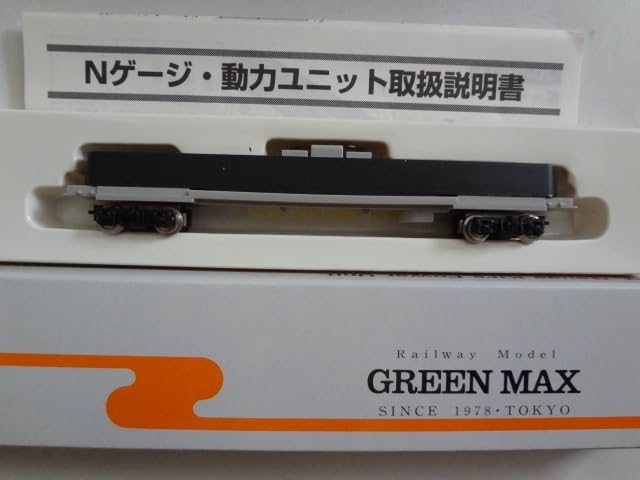 Nゲージ・動力ユニット取扱説明書
Railway Model
GREEN MAX
SINCE 1978・TOKYO